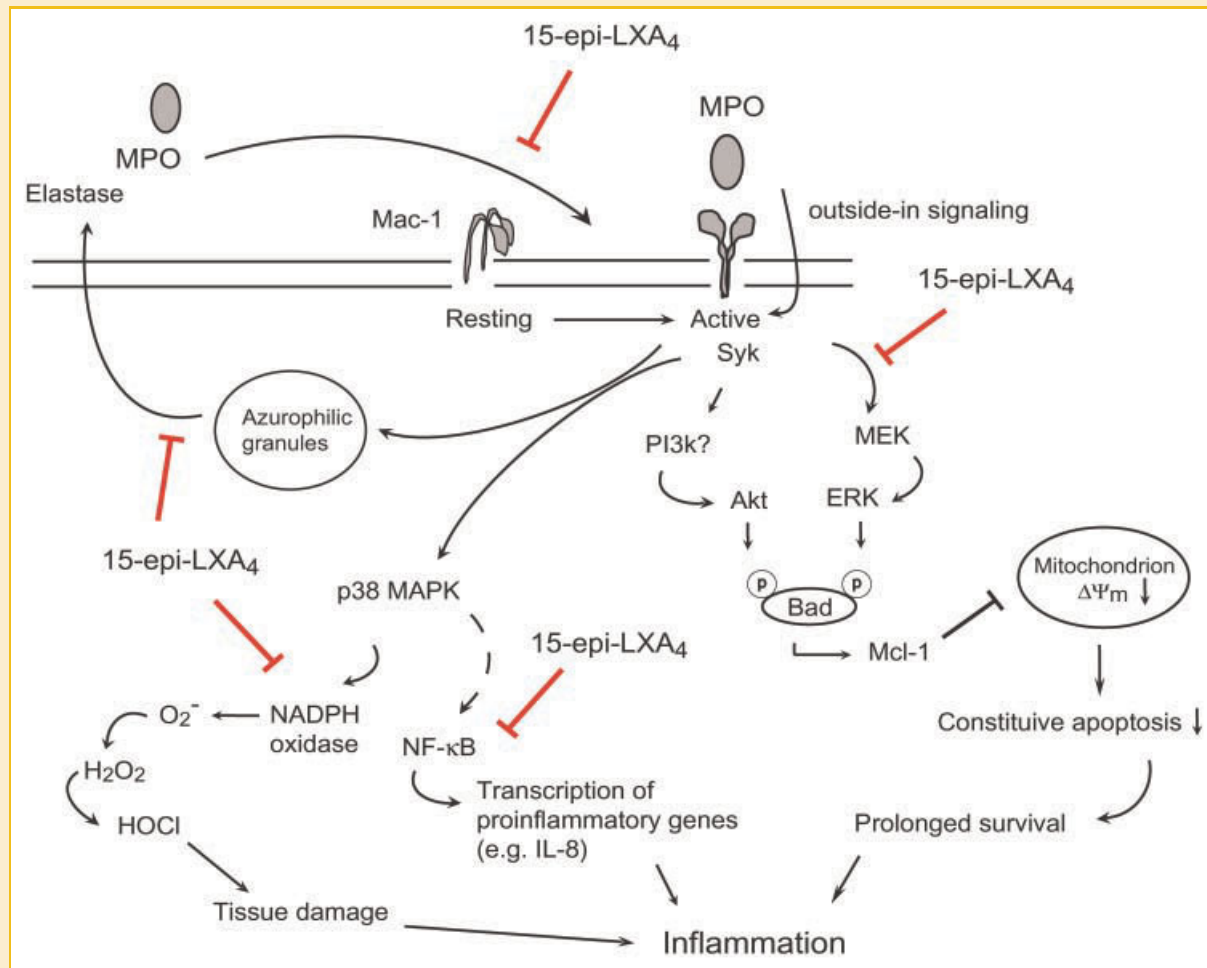 15-epi-LXA4
MPO
MPO
Elastase
Mac-1
outside-in signaling
15-epi-LXA4
Resting
Active
Syk
Azurophilic
granules
PI3k?
MEK
Akt
ERK
15-epi-LXA4
p38 MAPK
p
p
Bad
Mitochondrion
ΔΨm ↓
15-epi-LXA4
Mcl-1
O2-
NADPH
oxidase
NF-κB
Constituive apoptosis ↓
H2O2
HOCl
Transcription of
proinflammatory genes
(e.g. IL-8)
Prolonged survival
Tissue damage
Inflammation